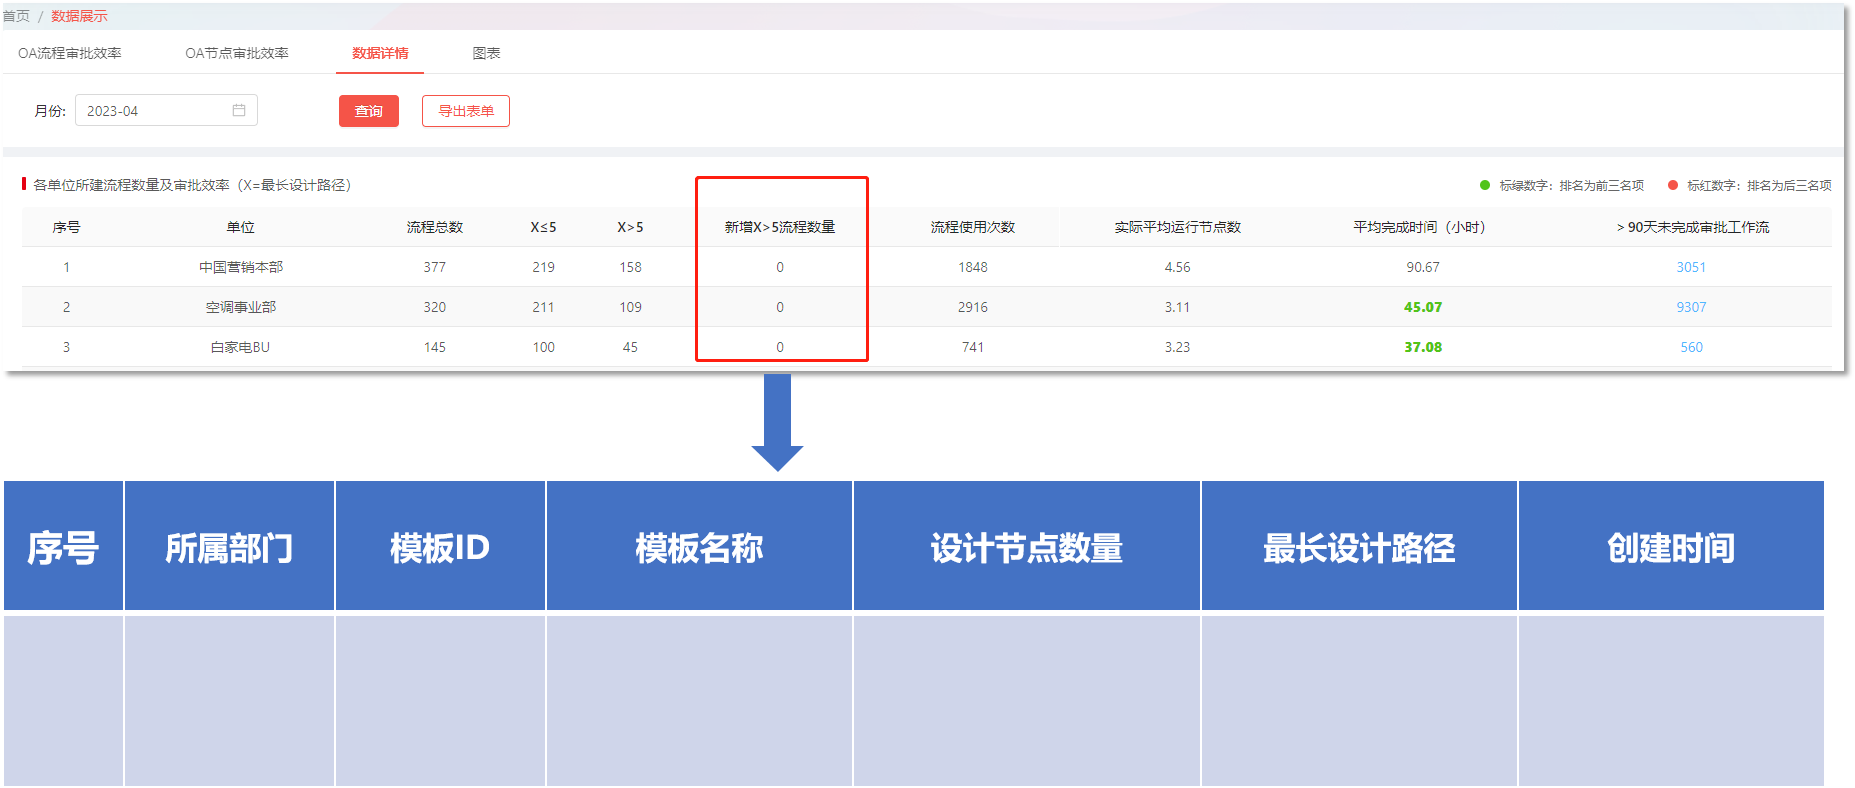 首页 / 数据展示
OA流程审批效率 OA节点审批效率 数据详情 图表
月份: 2023-04 查询 导出表单
各单位所建流程数量及审批效率（X=最长设计路径） 标绿数字：排名为前三名项 标红数字：排名为后三名项
序号 单位 流程总数 X≤5 X>5 新增X>5流程数量 流程使用次数 实际平均运行节点数 平均完成时间（小时） > 90天未完成审批工作流
1 中国营销本部 377 219 158 0 1848 4.56 90.67 3051
2 空调事业部 320 211 109 0 2916 3.11 45.07 9307
3 白家电BU 145 100 45 0 741 3.23 37.08 560
序号 所属部门 模板ID 模板名称 设计节点数量 最长设计路径 创建时间